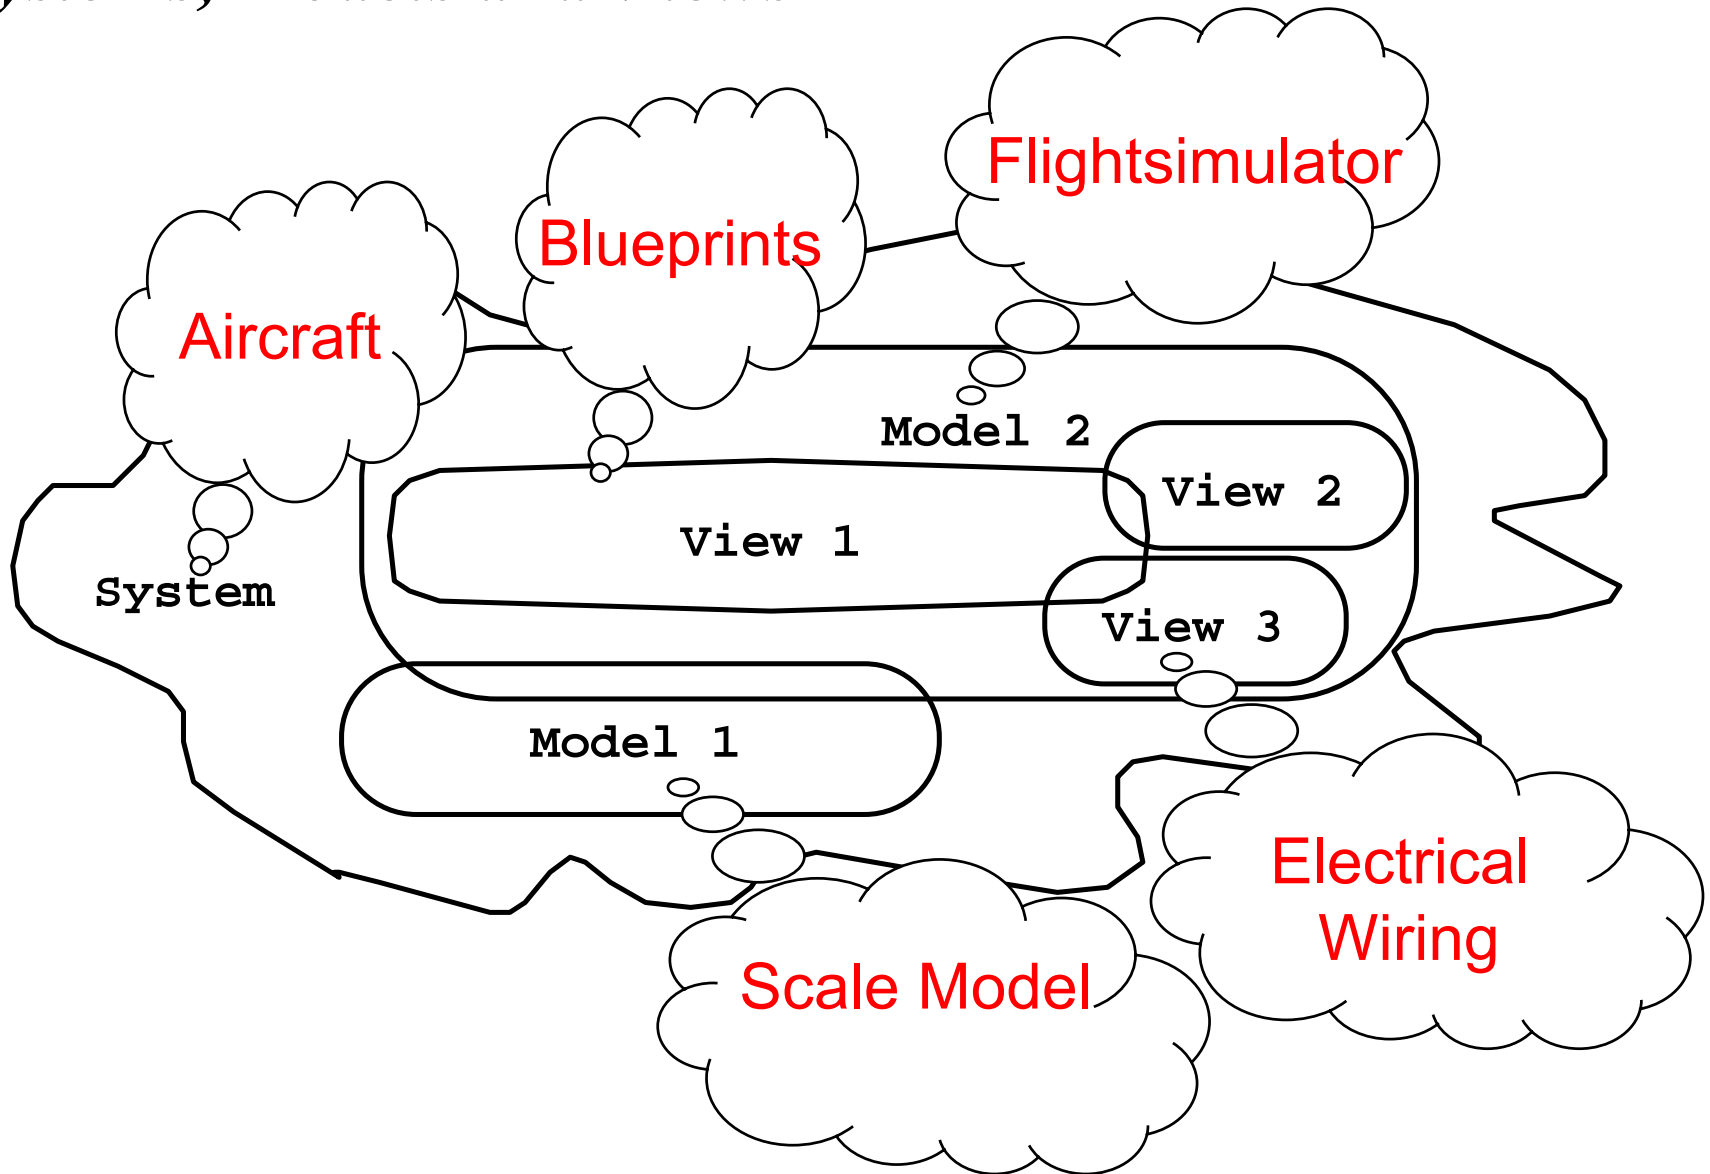 Flightsimulator
Blueprints
Aircraft
Model 2
View 2
View 1
System
View 3
Model 1
Electrical
Wiring
Scale Model